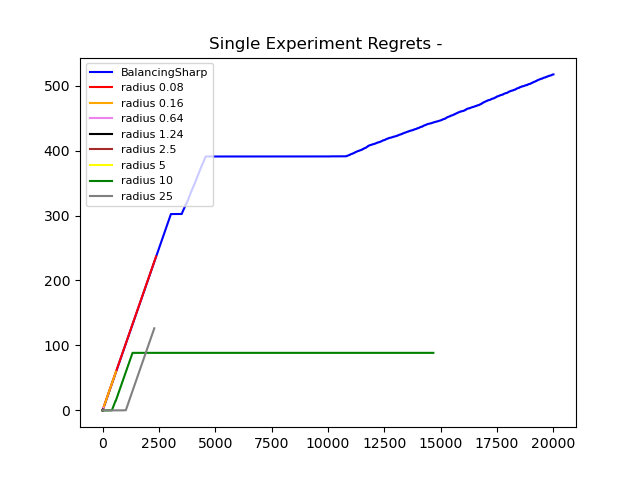 Single Experiment Regrets -
BalancingSharp
radius 0.08
radius 0.16
radius 0.64
radius 1.24
radius 2.5
radius 5
radius 10
radius 25
500
400
300
200
100
0
0 2500 5000 7500 10000 12500 15000 17500 20000